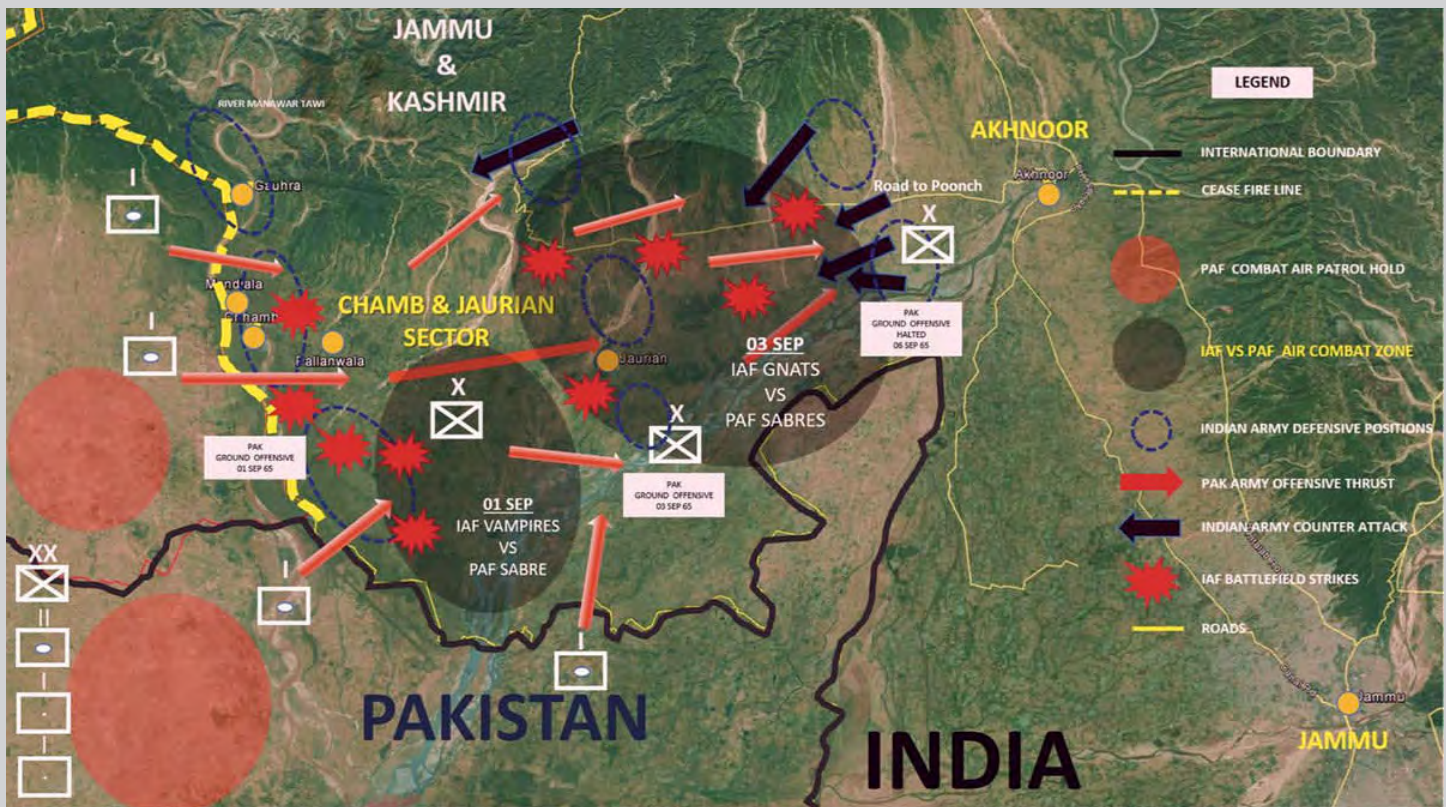 JAMMU
&
KASHMIR
RIVER MANAWAR TAWI
LEGEND
AKHNOOR
INTERNATIONAL BOUNDARY
CEASE FIRE LINE
Gauhra
Road to Poonch
Akhnoor
X
I
PAF COMBAT AIR PATROL HOLD
Mandiala
Chhamb
Pallanwala
CHAMB & JAURIAN
SECTOR
I
PAK
GROUND OFFENSIVE
HALTED
06 SEP 65
03 SEP
IAF GNATS
VS
PAF SABRES
Jaurian
IAF VS PAF AIR COMBAT ZONE
X
X
INDIAN ARMY DEFENSIVE POSITIONS
PAK
GROUND OFFENSIVE
01 SEP 65
PAK
GROUND OFFENSIVE
03 SEP 65
PAK ARMY OFFENSIVE THRUST
01 SEP
IAF VAMPIRES
VS
PAF SABRE
INDIAN ARMY COUNTER ATTACK
XX
I
IAF BATTLEFIELD STRIKES
II
I
ROADS
I
I
PAKISTAN
INDIA
Jammu
JAMMU